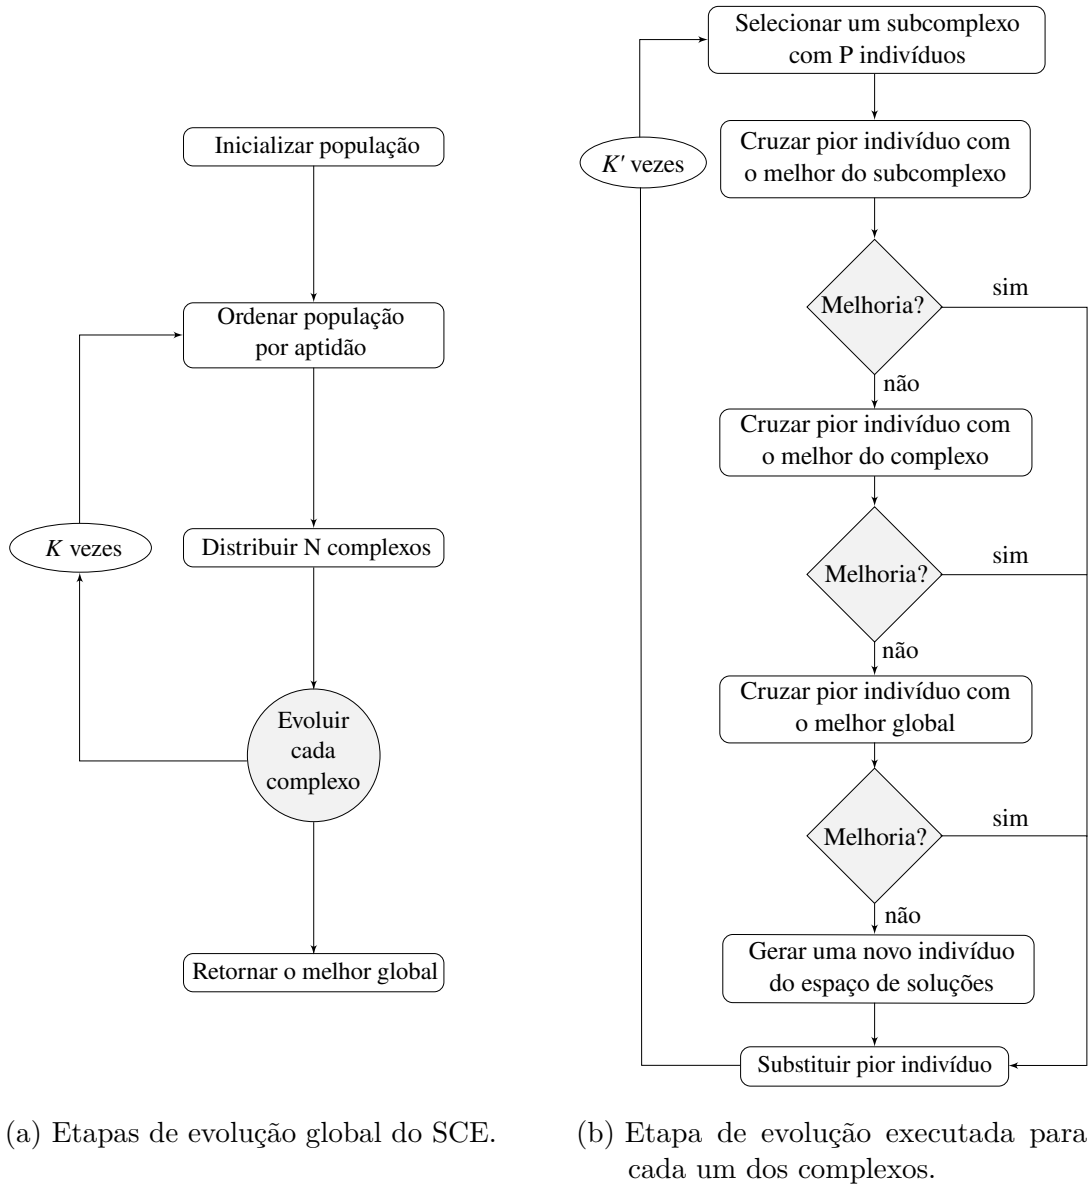 Inicializar população
Ordenar população
por aptidão
K vezes
Distribuir N complexos
Evoluir
cada
complexo
Retornar o melhor global
(a) Etapas de evolução global do SCE.
Selecionar um subcomplexo
com P indivíduos
K' vezes
Cruzar pior indivíduo com
o melhor do subcomplexo
Melhoria?
sim
não
Cruzar pior indivíduo com
o melhor do complexo
Melhoria?
sim
não
Cruzar pior indivíduo com
o melhor global
Melhoria?
sim
não
Gerar uma novo indivíduo
do espaço de soluções
Substituir pior indivíduo
(b) Etapa de evolução executada para
cada um dos complexos.